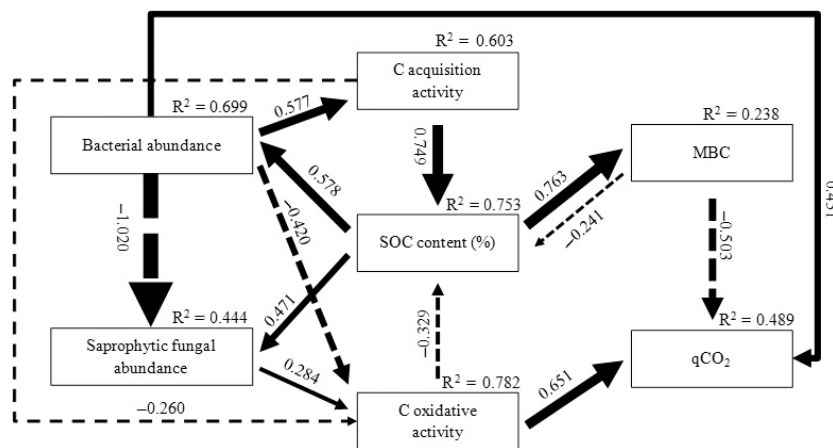 R² = 0.603
C acquisition
activity
R² = 0.699
Bacterial abundance
0.577
0.749
R² = 0.238
MBC
0.578
0.763
−0.241
−0.420
−1.020
R² = 0.753
SOC content (%)
−0.503
0.451
0.471
−0.329
R² = 0.444
Saprophytic fungal
abundance
0.284
R² = 0.489
qCO₂
0.651
R² = 0.782
C oxidative
activity
−0.260